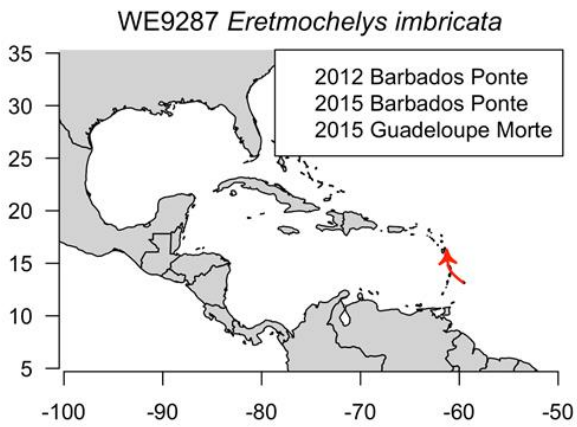 WE9287 Eretmochelys imbricata
2012 Barbados Ponte
2015 Barbados Ponte
2015 Guadeloupe Morte
35
30
25
20
15
10
5
-100 -90 -80 -70 -60 -50